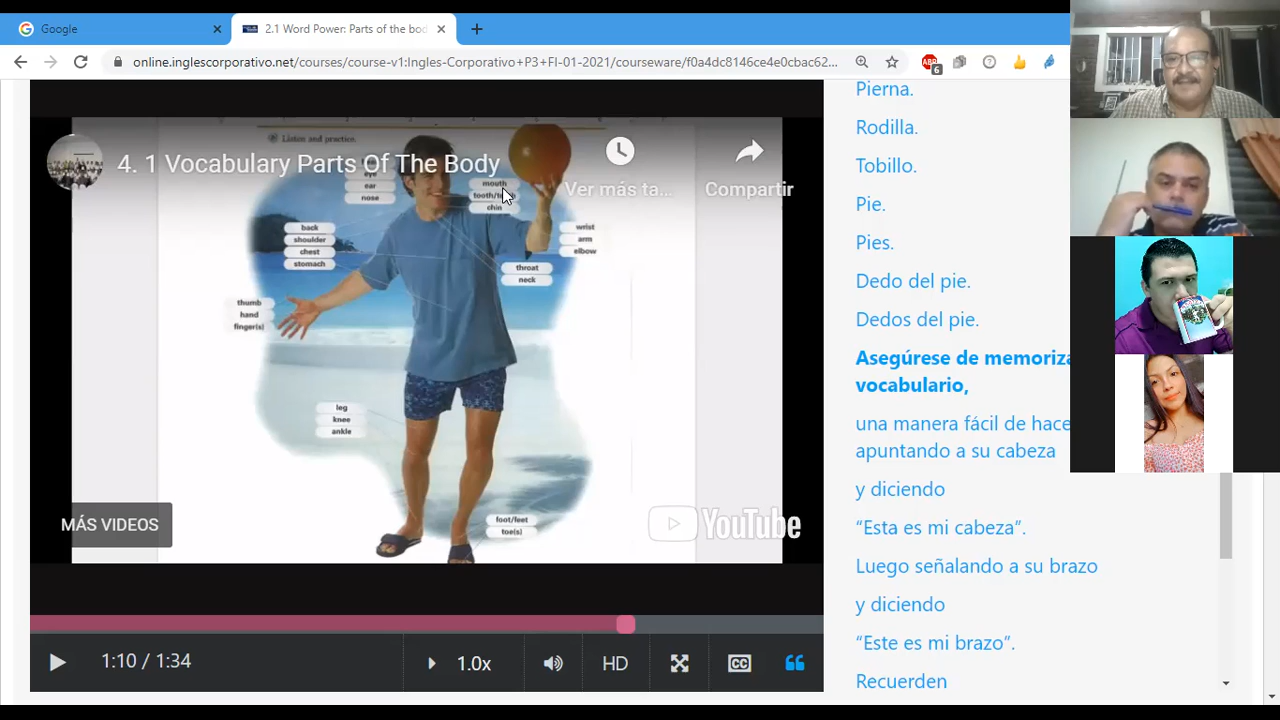 Google
2.1 Word Power: Parts of the bod
online.inglescorporativo.net/courses/course-v1:Ingles-Corporativo+P3+FI-01-2021/courseware/f0a4dc8146ce4e0cbac62...
ABP
6
Listen and practice.
4. 1 Vocabulary Parts Of The Body
Ver más ta...
Compartir
eye
ear
nose
mouth
chin
back
shoulder
chest
stomach
wrist
arm
elbow
throat
neck
thumb
hand
finger(s)
leg
knee
ankle
foot/feet
toe(s)
MÁS VIDEOS
YouTube
1:10 / 1:34
1.0x
HD
CC
Pierna.
Rodilla.
Tobillo.
Pie.
Pies.
Dedo del pie.
Dedos del pie.
Asegúrese de memoriza
vocabulario,
una manera fácil de hace
apuntando a su cabeza
y diciendo
“Esta es mi cabeza”.
Luego señalando a su brazo
y diciendo
“Este es mi brazo”.
Recuerden